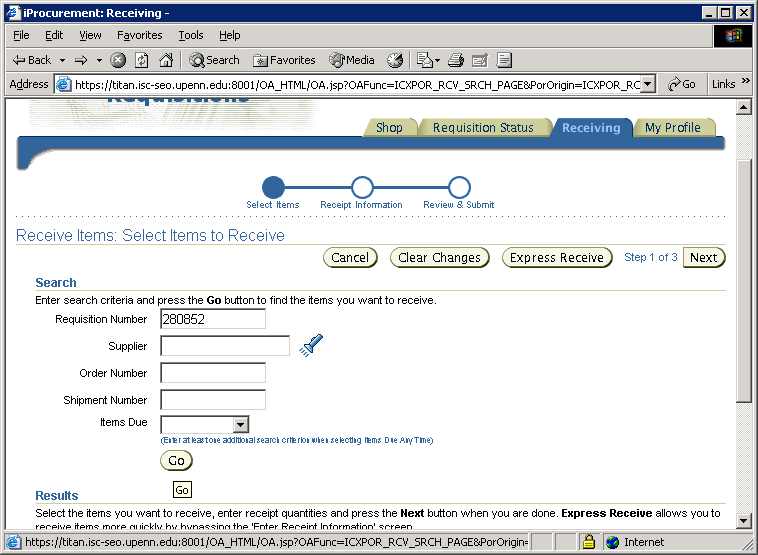 iProcurement: Receiving -
File Edit View Favorites Tools Help
Back Search Favorites Media
Address https://titan.isc-seo.upenn.edu:8001/OA_HTML/OA.jsp?OAFunc=ICXPOR_RCV_SRCH_PAGE&PorOrigin=ICXPOR_RC Go Links »
Requisitions
Shop Requisition Status Receiving My Profile
Select Items Receipt Information Review & Submit
Receive Items: Select Items to Receive
Cancel Clear Changes Express Receive Step 1 of 3 Next
Search
Enter search criteria and press the Go button to find the items you want to receive.
Requisition Number 280852
Supplier
Order Number
Shipment Number
Items Due
(Enter at least one additional search criterion when selecting Items Due Any Time)
Go
Go
Results
Select the items you want to receive, enter receipt quantities and press the Next button when you are done. Express Receive allows you to
receive items more quickly by bypassing the 'Enter Receipt Information' screen.
https://titan.isc-seo.upenn.edu:8001/OA_HTML/OA.jsp?OAFunc=ICXPOR_RCV_SRCH_PAGE&PorOrigin= Internet